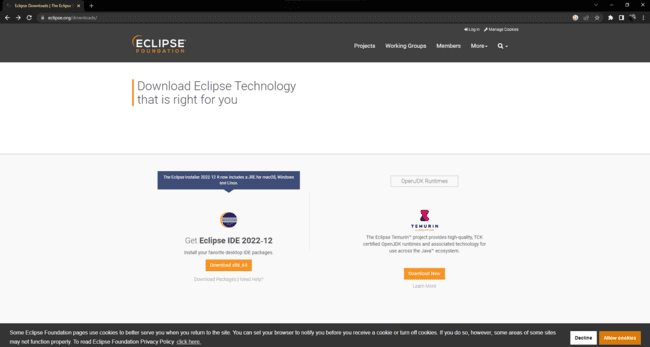 Eclipse Downloads | The Eclipse F
eclipse.org/downloads/
Log in Manage Cookies
ECLIPSE
FOUNDATION
Projects Working Groups Members More
Download Eclipse Technology
that is right for you
The Eclipse Installer 2022-12 R now includes a JRE for macOS, Windows
and Linux.
OpenJDK Runtimes
TEMURIN
Get Eclipse IDE 2022-12
Install your favorite desktop IDE packages.
Download x86_64
Download Packages | Need Help?
The Eclipse Temurin™ project provides high-quality, TCK
certified OpenJDK runtimes and associated technology for
use across the Java™ ecosystem.
Download Now
Learn More
Some Eclipse Foundation pages use cookies to better serve you when you return to the site. You can set your browser to notify you before you receive a cookie or turn off cookies. If you do so, however, some areas of some sites
may not function properly. To read Eclipse Foundation Privacy Policy click here.
Decline
Allow cookies